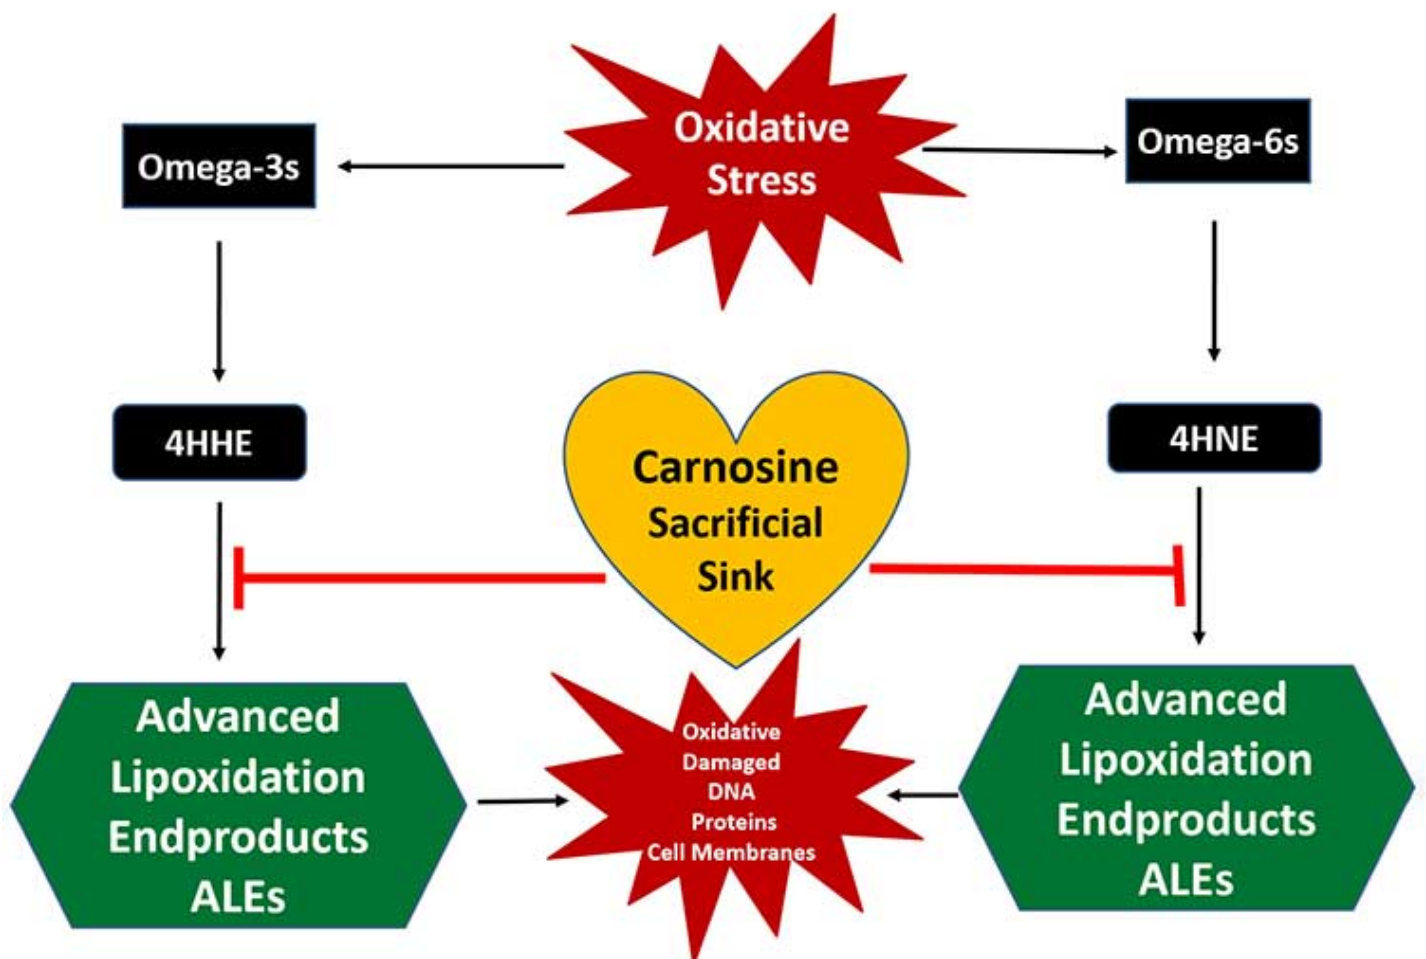 Oxidative
Stress
Omega-3s
Omega-6s
4HHE
4HNE
Carnosine
Sacrificial
Sink
Advanced
Lipoxidation
Endproducts
ALEs
Oxidative
Damaged
DNA
Proteins
Cell Membranes
Advanced
Lipoxidation
Endproducts
ALEs